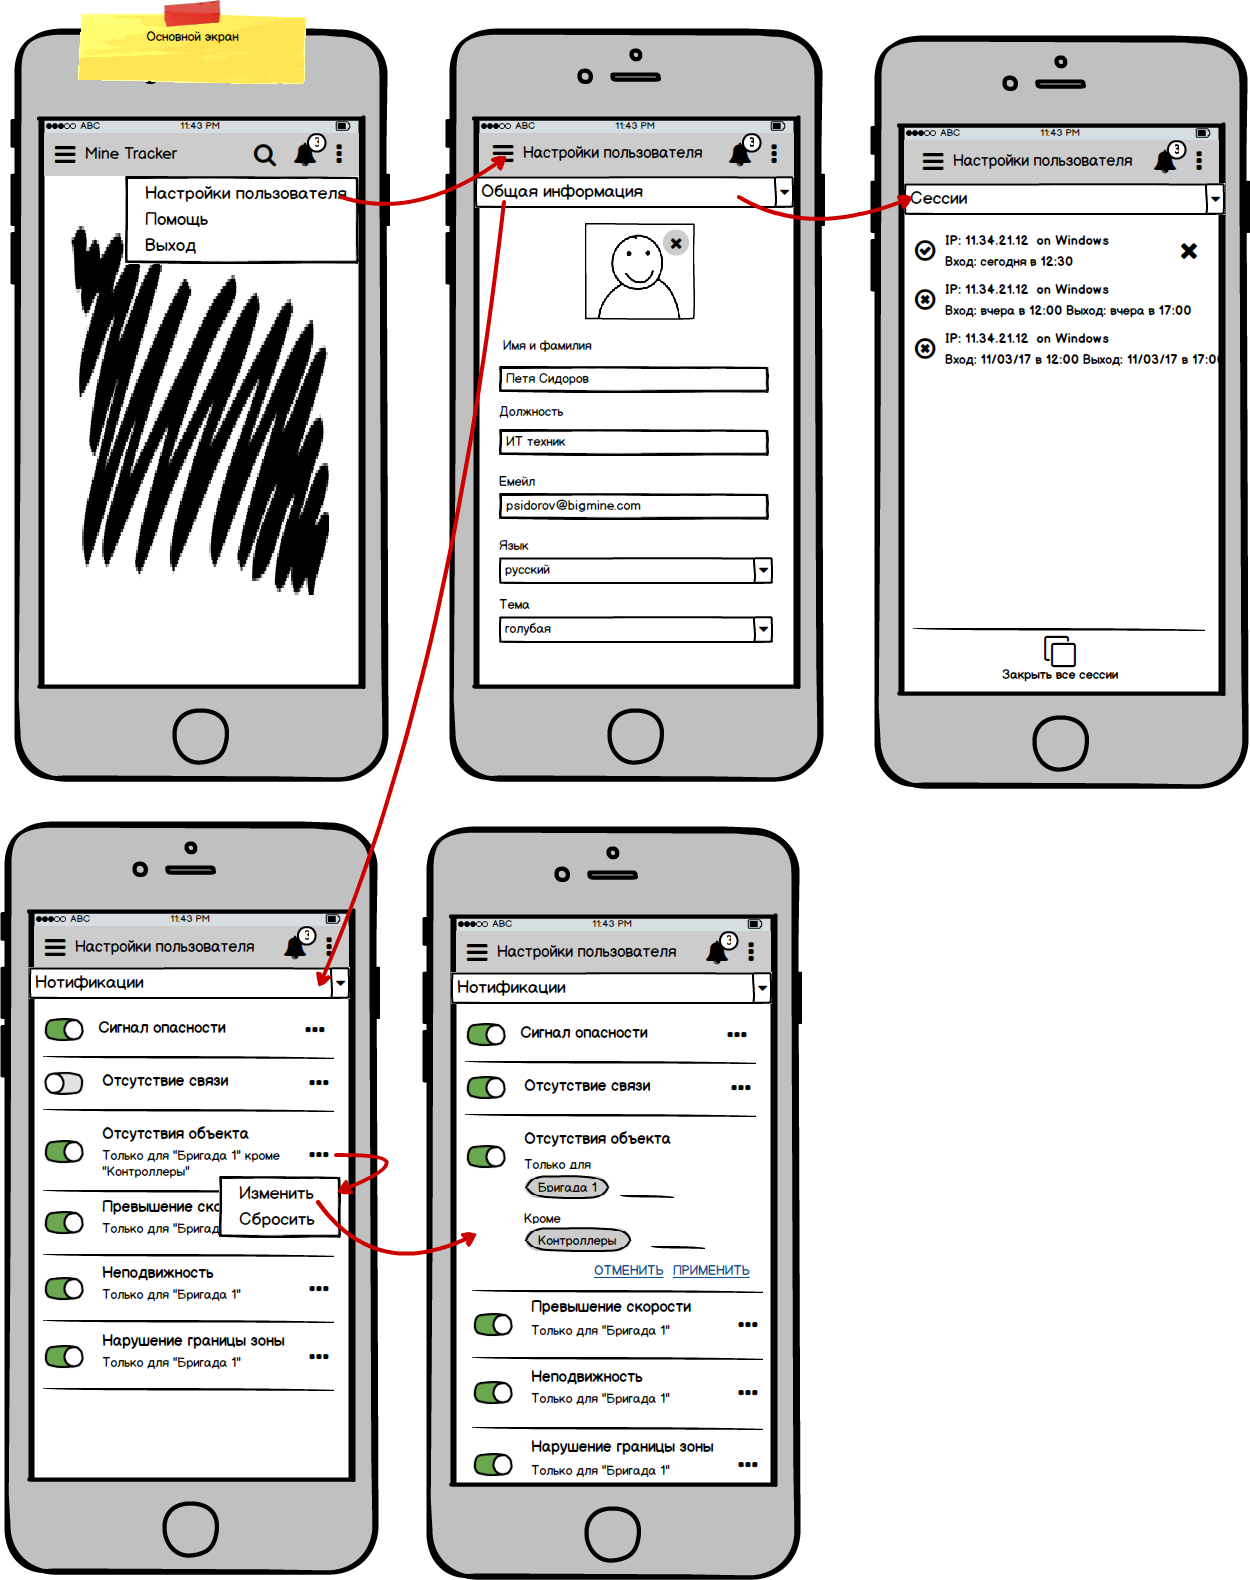 Основной экран
ABC 11:43 PM
Mine Tracker 3
Настройки пользователя
Помощь
Выход
ABC 11:43 PM
Настройки пользователя 3
Общая информация
Имя и фамилия
Петя Сидоров
Должность
ИТ техник
Емейл
psidorov@bigmine.com
Язык
русский
Тема
голубая
ABC 11:43 PM
Настройки пользователя 3
Сессии
IP: 11.34.21.12 on Windows
Вход: сегодня в 12:30
IP: 11.34.21.12 on Windows
Вход: вчера в 12:00 Выход: вчера в 17:00
IP: 11.34.21.12 on Windows
Вход: 11/03/17 в 12:00 Выход: 11/03/17 в 17:00
Закрыть все сессии
ABC 11:43 PM
Настройки пользователя 3
Нотификации
Сигнал опасности
Отсутствие связи
Отсутствия объекта
Только для "Бригада 1" кроме
"Контроллеры"
Изменить
Сбросить
Превышение ско
Только для "Бригад
Неподвижность
Только для "Бригада 1"
Нарушение границы зоны
Только для "Бригада 1"
ABC 11:43 PM
Настройки пользователя 3
Нотификации
Сигнал опасности
Отсутствие связи
Отсутствия объекта
Только для
Бригада 1
Кроме
Контроллеры
ОТМЕНИТЬ ПРИМЕНИТЬ
Превышение скорости
Только для "Бригада 1"
Неподвижность
Только для "Бригада 1"
Нарушение границы зоны
Только для "Бригада 1"